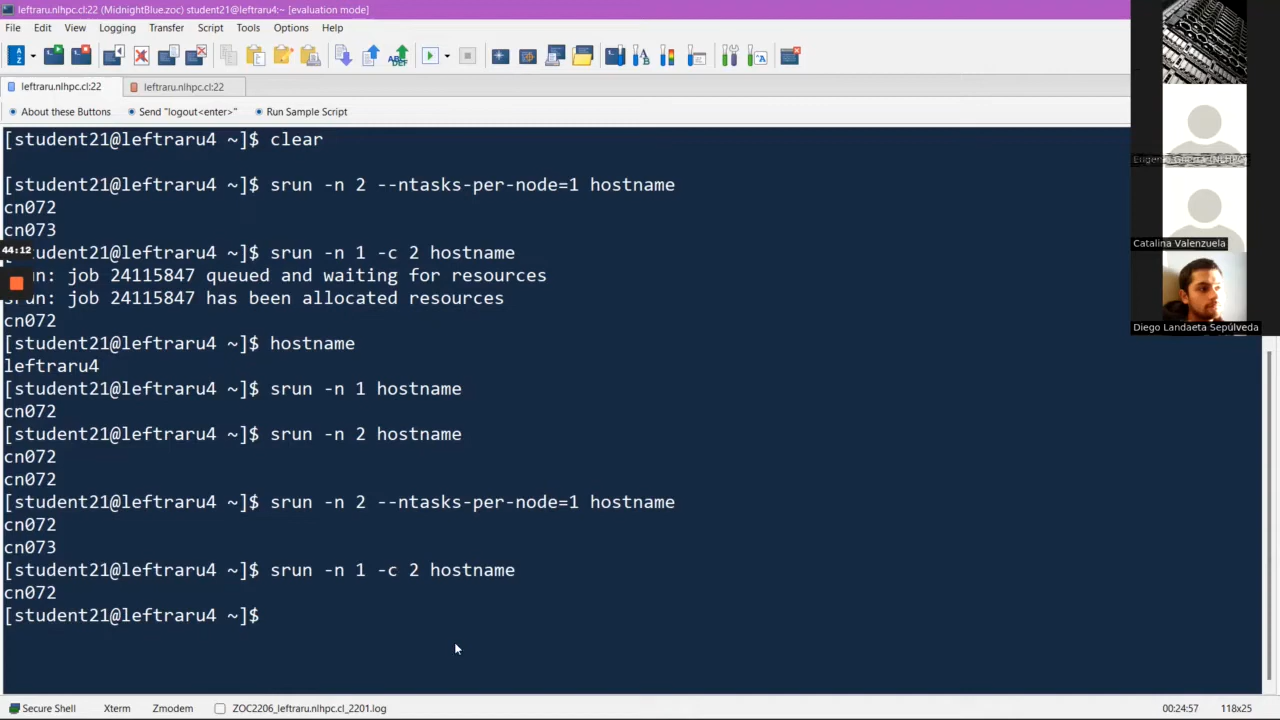 leftraru.nlhpc.cl:22 (MidnightBlue.zoc) student21@leftraru4:~ [evaluation mode]
File Edit View Logging Transfer Script Tools Options Help
leftraru.nlhpc.cl:22 leftraru.nlhpc.cl:22
About these Buttons Send "logout<enter>" Run Sample Script
[student21@leftraru4 ~]$ clear
[student21@leftraru4 ~]$ srun -n 2 --ntasks-per-node=1 hostname
cn072
cn073
44:12
student21@leftraru4 ~]$ srun -n 1 -c 2 hostname
srun: job 24115847 queued and waiting for resources
srun: job 24115847 has been allocated resources
cn072
[student21@leftraru4 ~]$ hostname
leftraru4
[student21@leftraru4 ~]$ srun -n 1 hostname
cn072
[student21@leftraru4 ~]$ srun -n 2 hostname
cn072
cn072
[student21@leftraru4 ~]$ srun -n 2 --ntasks-per-node=1 hostname
cn072
cn073
[student21@leftraru4 ~]$ srun -n 1 -c 2 hostname
cn072
[student21@leftraru4 ~]$
Catalina Valenzuela
Diego Landaeta Sepúlveda
Secure Shell Xterm Zmodem ZOC2206_leftraru.nlhpc.cl_2201.log 00:24:57 118x25